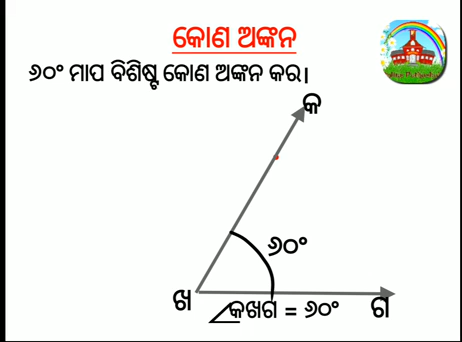 କୋଣ ଅଙ୍କନ
୬୦° ମାପ ବିଶିଷ୍ଟ କୋଣ ଅଙ୍କନ କର।
କ
୬୦°
ଖ
ଗ
∠କଖଗ = ୬୦°